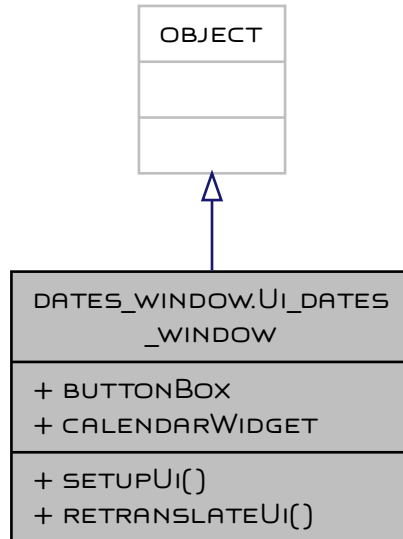 object
dates_window.Ui_dates
_window
+ buttonBox
+ calendarWidget
+ setupUi()
+ retranslateUi()